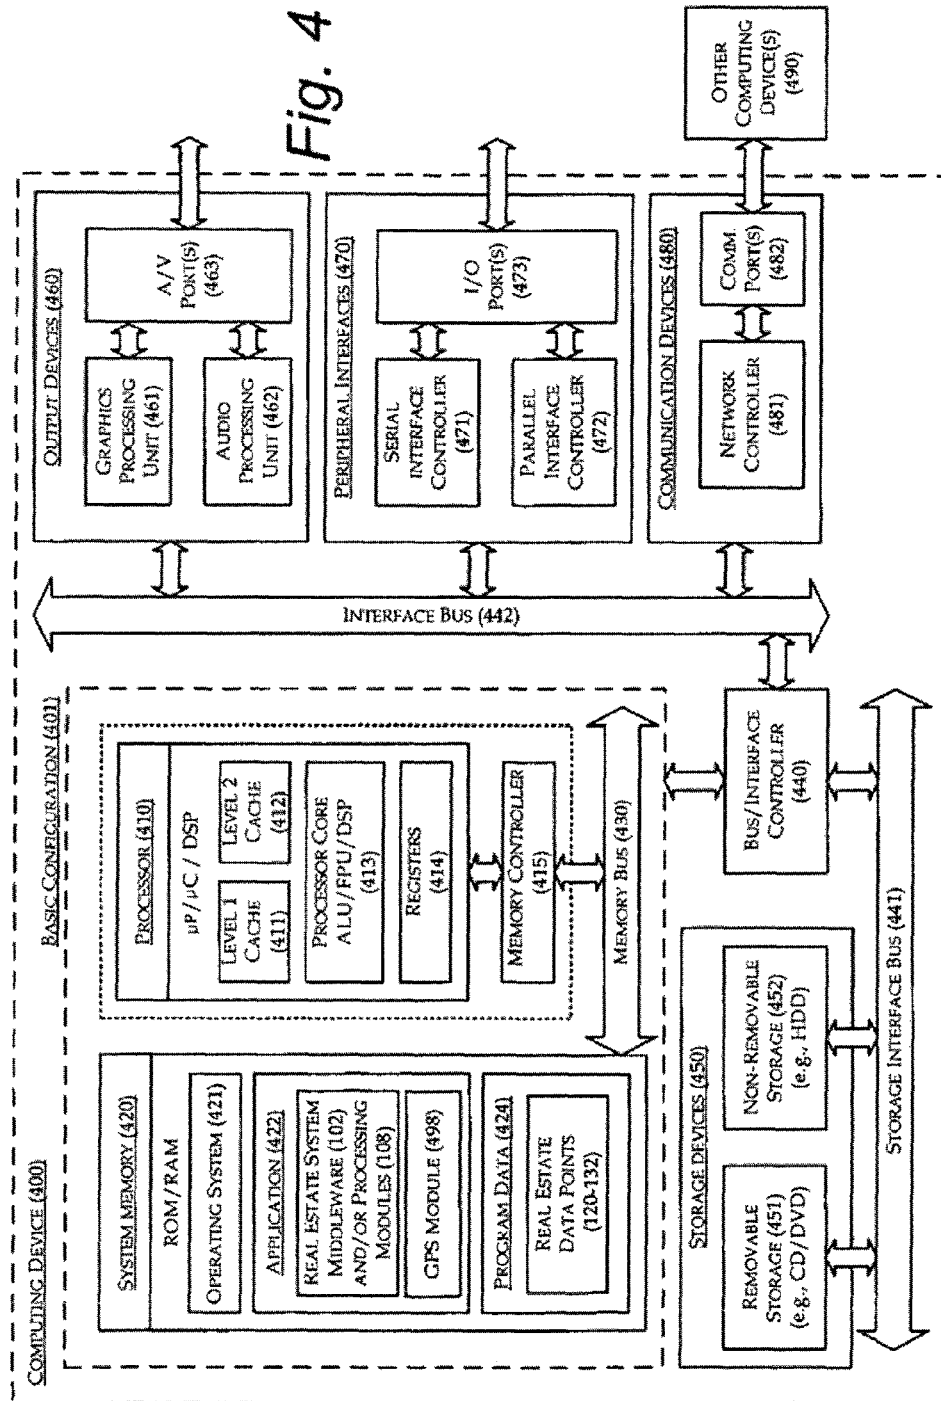 COMPUTING DEVICE (400)
BASIC CONFIGURATION (401)
SYSTEM MEMORY (420)
ROM/RAM
OPERATING SYSTEM (421)
APPLICATION (422)
REAL ESTATE SYSTEM
MIDDLEWARE (102)
AND/OR PROCESSING
MODULES (108)
GPS MODULE (498)
PROGRAM DATA (424)
REAL ESTATE
DATA POINTS
(120-132)
PROCESSOR (410)
µP/µC / DSP
LEVEL 1
CACHE
(411)
LEVEL 2
CACHE
(412)
PROCESSOR CORE
ALU/FPU/DSP
(413)
REGISTERS
(414)
MEMORY CONTROLLER
(415)
MEMORY BUS (430)
STORAGE DEVICES (450)
REMOVABLE
STORAGE (451)
(e.g., CD/DVD)
NON-REMOVABLE
STORAGE (452)
(e.g., HDD)
STORAGE INTERFACE BUS (441)
BUS/INTERFACE
CONTROLLER
(440)
INTERFACE BUS (442)
OUTPUT DEVICES (460)
GRAPHICS
PROCESSING
UNIT (461)
AUDIO
PROCESSING
UNIT (462)
A/V
PORT(S)
(463)
PERIPHERAL INTERFACES (470)
SERIAL
INTERFACE
CONTROLLER
(471)
PARALLEL
INTERFACE
CONTROLLER
(472)
I/O
PORT(S)
(473)
COMMUNICATION DEVICES (480)
NETWORK
CONTROLLER
(481)
COMM
PORT(S)
(482)
OTHER
COMPUTING
DEVICE(S)
(490)
Fig. 4